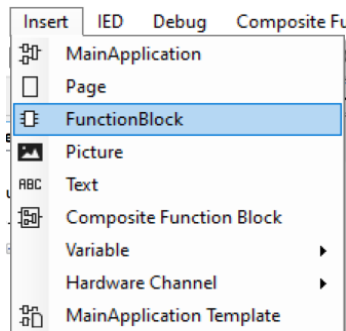 Insert IED Debug Composite Fu
MainApplication
Page
FunctionBlock
Picture
ABC Text
Composite Function Block
Variable
Hardware Channel
MainApplication Template